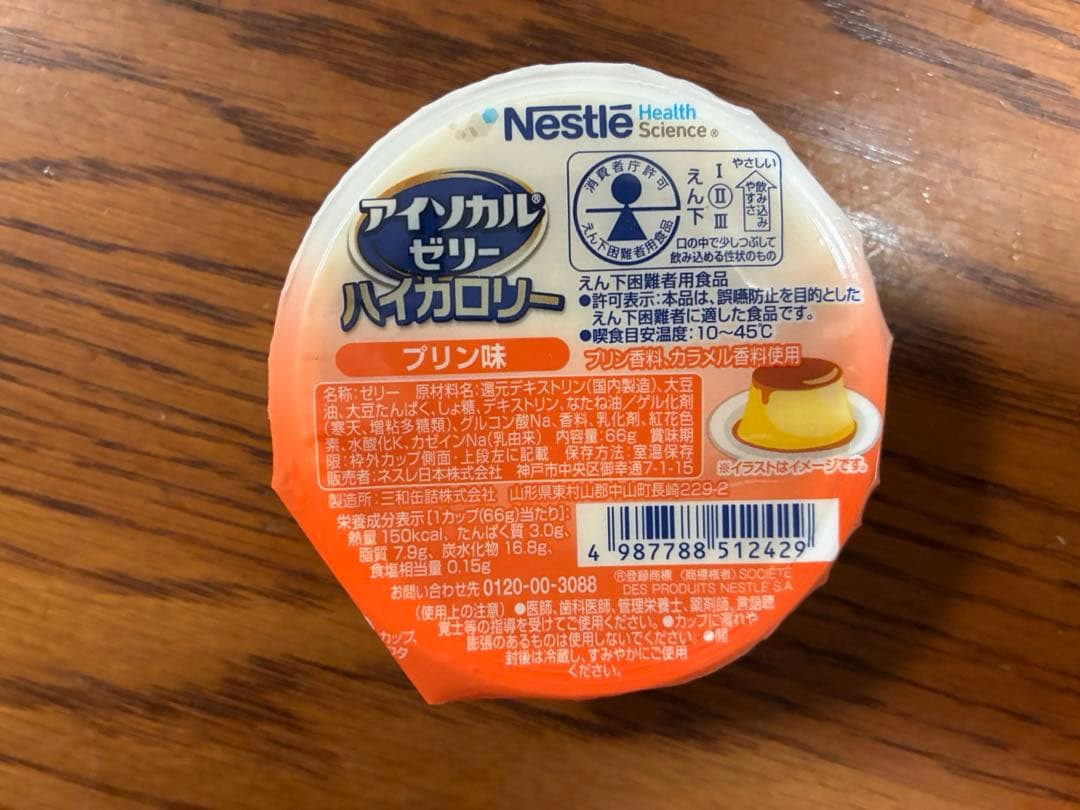 Nestlé Health Science®
アイソカル®
ゼリー
ハイカロリー
プリン味
消費者庁許可
えん下困難者用食品
えん下
I
II
III
やさしい
飲み込み
やすさ
口の中で少しつぶして
飲み込める性状のもの
えん下困難者用食品
●許可表示:本品は、誤嚥防止を目的とした
えん下困難者に適した食品です。
●喫食目安温度:10～45℃
プリン香料、カラメル香料使用
名称:ゼリー 原材料名:還元デキストリン(国内製造)、大豆
油、大豆たんぱく、しょ糖、デキストリン、なたね油／ゲル化剤
(寒天、増粘多糖類)、グルコン酸Na、香料、乳化剤、紅花色
素、水酸化K、カゼインNa(乳由来) 内容量:66g 賞味期
限:枠外カップ側面・上段左に記載 保存方法:室温保存
販売者:ネスレ日本株式会社 神戸市中央区御幸通7-1-15
※イラストはイメージです。
製造所:三和缶詰株式会社 山形県東村山郡中山町長崎229-2
栄養成分表示[1カップ(66g)当たり]:
熱量 150kcal、たんぱく質 3.0g、
脂質 7.9g、炭水化物 16.8g、
食塩相当量 0.15g
4 987788 512429
お問い合わせ先 0120-00-3088
®登録商標 (商標権者) SOCIÉTÉ
DES PRODUITS NESTLÉ S.A.
(使用上の注意) ●医師、歯科医師、管理栄養士、薬剤師、言語聴
覚士等の指導を受けてご使用ください。●カップに漏れや
膨張のあるものは使用しないでください。●開
封後は冷蔵し、すみやかにご使用
ください。
カップ、
フタ